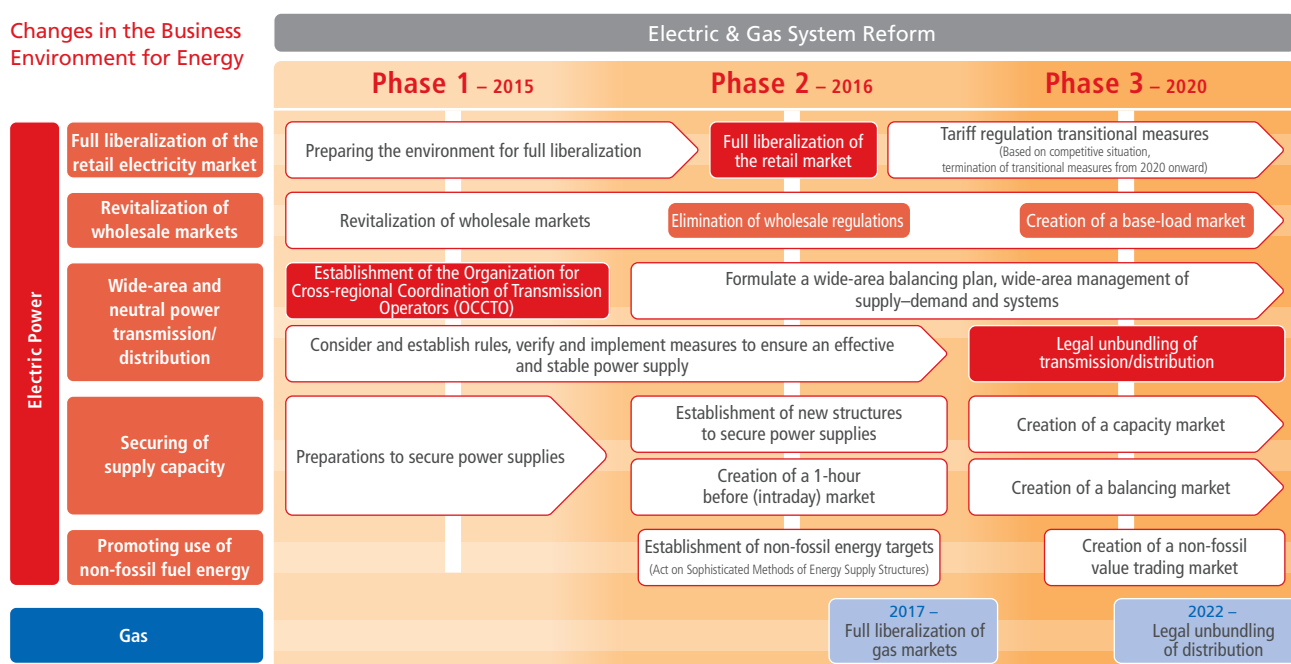 Changes in the Business
Environment for Energy
Electric & Gas System Reform
Phase 1 – 2015
Phase 2 – 2016
Phase 3 – 2020
Electric Power
Full liberalization of the
retail electricity market
Preparing the environment for full liberalization
Full liberalization of
the retail market
Tariff regulation transitional measures
(Based on competitive situation,
termination of transitional measures from 2020 onward)
Revitalization of
wholesale markets
Revitalization of wholesale markets
Elimination of wholesale regulations
Creation of a base-load market
Wide-area and
neutral power
transmission/
distribution
Establishment of the Organization for
Cross-regional Coordination of Transmission
Operators (OCCTO)
Formulate a wide-area balancing plan, wide-area management of
supply–demand and systems
Consider and establish rules, verify and implement measures to ensure an effective
and stable power supply
Legal unbundling of
transmission/distribution
Securing of
supply capacity
Preparations to secure power supplies
Establishment of new structures
to secure power supplies
Creation of a capacity market
Creation of a 1-hour
before (intraday) market
Creation of a balancing market
Promoting use of
non-fossil fuel energy
Establishment of non-fossil energy targets
(Act on Sophisticated Methods of Energy Supply Structures)
Creation of a non-fossil
value trading market
Gas
2017 –
Full liberalization of
gas markets
2022 –
Legal unbundling
of distribution